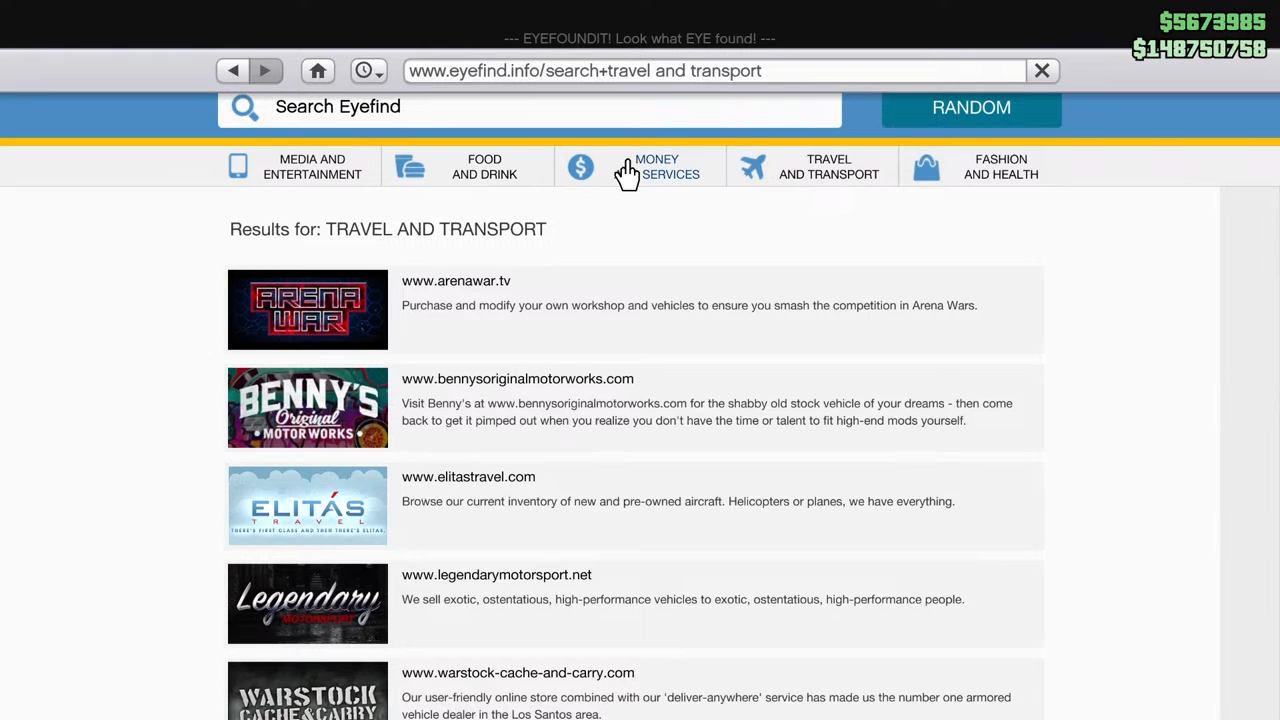 $5673985
$148750758
--- EYEFOUNDIT! Look what EYE found! ---
www.eyefind.info/search+travel and transport
Search Eyefind
RANDOM
MEDIA AND
ENTERTAINMENT
FOOD
AND DRINK
MONEY
SERVICES
TRAVEL
AND TRANSPORT
FASHION
AND HEALTH
Results for: TRAVEL AND TRANSPORT
ARENA
WAR
www.arenawar.tv
Purchase and modify your own workshop and vehicles to ensure you smash the competition in Arena Wars.
BENNY'S
Original
MOTOR WORKS
www.bennysoriginalmotorworks.com
Visit Benny's at www.bennysoriginalmotorworks.com for the shabby old stock vehicle of your dreams - then come
back to get it pimped out when you realize you don't have the time or talent to fit high-end mods yourself.
ELITÁS
TRAVEL
THERE'S FIRST CLASS AND THEN THERE'S ELITAS.
www.elitastravel.com
Browse our current inventory of new and pre-owned aircraft. Helicopters or planes, we have everything.
Legendary
MOTORSPORT
www.legendarymotorsport.net
We sell exotic, ostentatious, high-performance vehicles to exotic, ostentatious, high-performance people.
WARSTOCK
CACHE & CARRY
www.warstock-cache-and-carry.com
Our user-friendly online store combined with our 'deliver-anywhere' service has made us the number one armored
vehicle dealer in the Los Santos area.